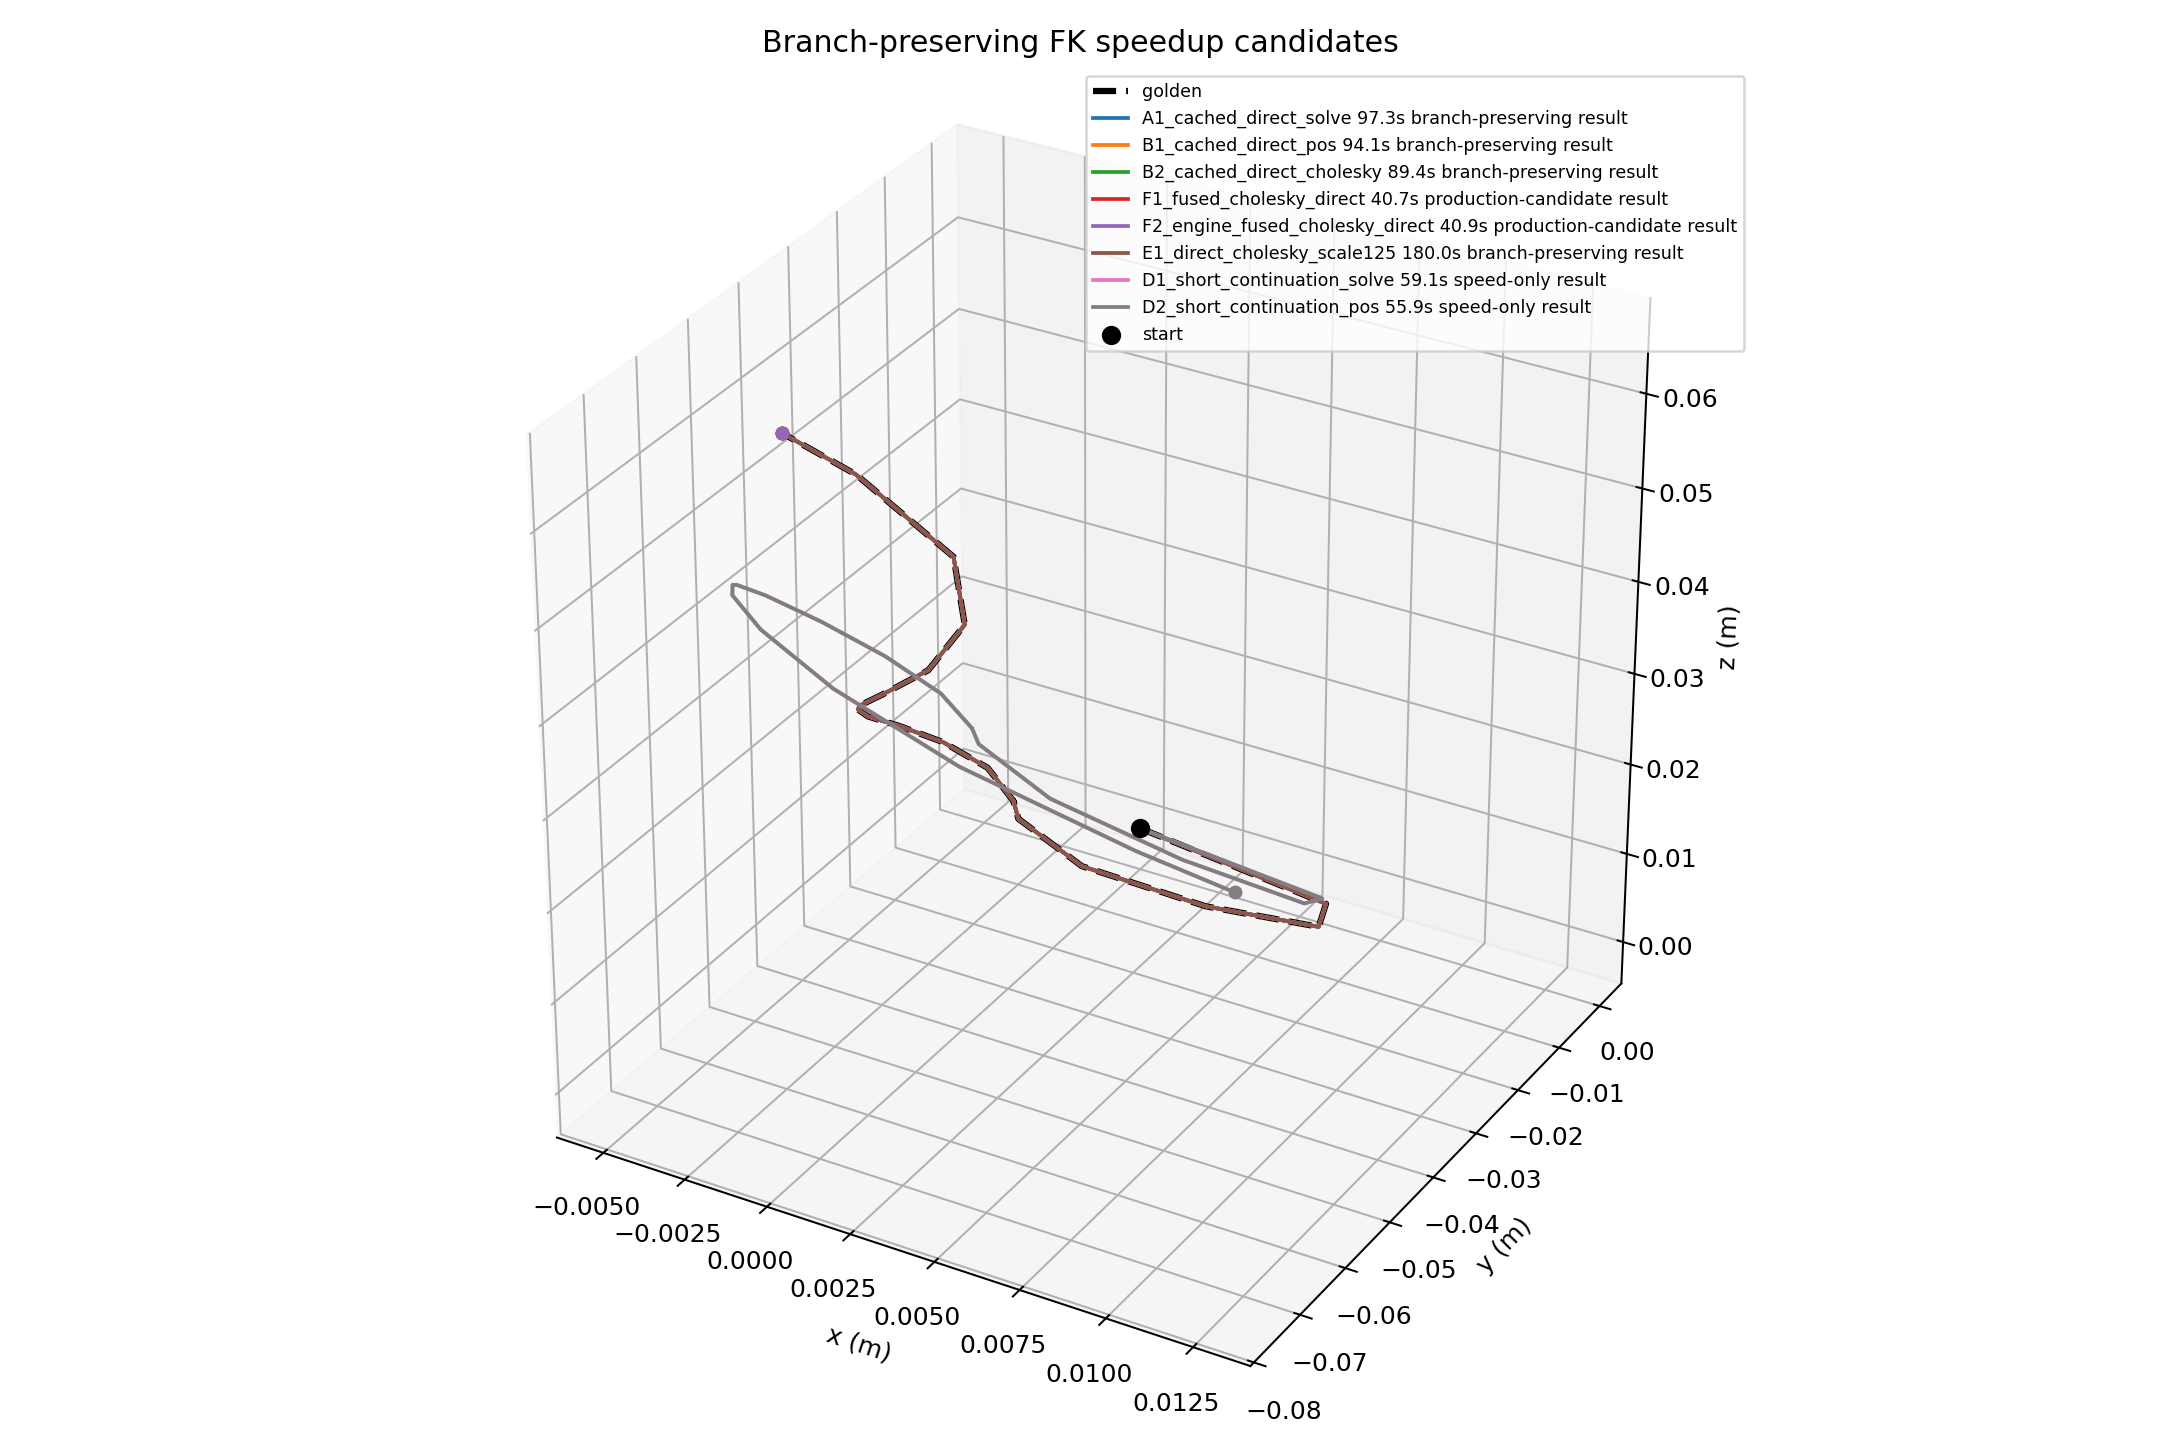 Branch-preserving FK speedup candidates
golden
A1_cached_direct_solve 97.3s branch-preserving result
B1_cached_direct_pos 94.1s branch-preserving result
B2_cached_direct_cholesky 89.4s branch-preserving result
F1_fused_cholesky_direct 40.7s production-candidate result
F2_engine_fused_cholesky_direct 40.9s production-candidate result
E1_direct_cholesky_scale125 180.0s branch-preserving result
D1_short_continuation_solve 59.1s speed-only result
D2_short_continuation_pos 55.9s speed-only result
start
0.06
0.05
0.04
0.03
0.02
0.01
0.00
z (m)
0.00
−0.01
−0.02
−0.03
−0.04
−0.05
−0.06
−0.07
−0.08
y (m)
−0.0050
−0.0025
0.0000
0.0025
0.0050
0.0075
0.0100
0.0125
x (m)